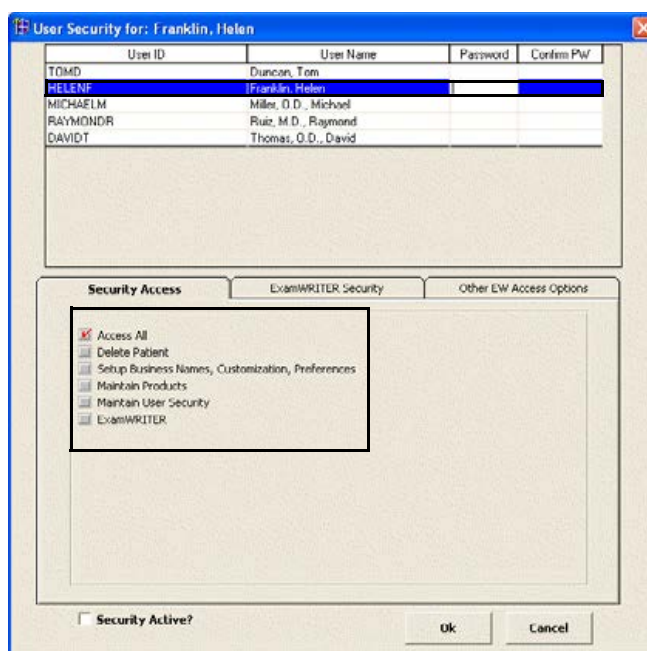 User Security for: Franklin, Helen
User ID User Name Password Confirm PW
TOMD Duncan, Tom
HELENF Franklin, Helen
MICHAELM Miller, O.D., Michael
RAYMONDR Ruiz, M.D., Raymond
DAVIDT Thomas, O.D., David
Security Access ExamWRITER Security Other EW Access Options
Access All
Delete Patient
Setup Business Names, Customization, Preferences
Maintain Products
Maintain User Security
ExamWRITER
Security Active? Ok Cancel